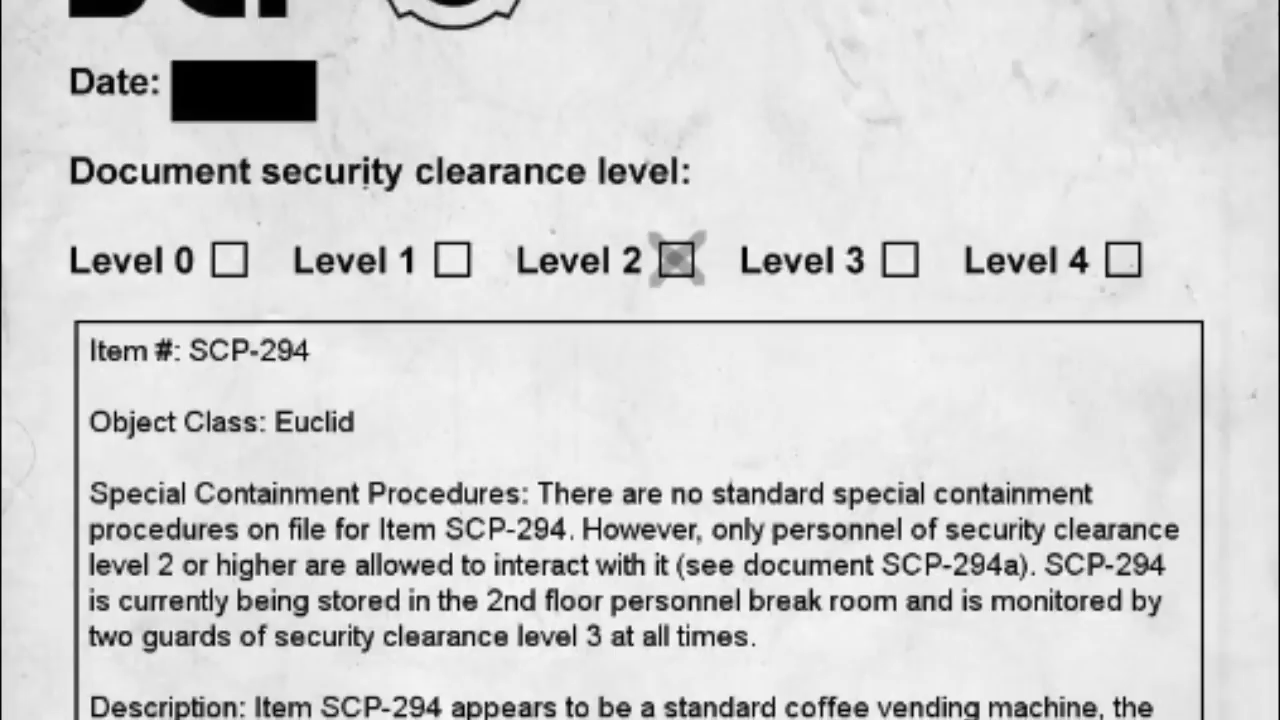 Date:
Document security clearance level:
Level 0 Level 1 Level 2 Level 3 Level 4
Item #: SCP-294
Object Class: Euclid
Special Containment Procedures: There are no standard special containment
procedures on file for Item SCP-294. However, only personnel of security clearance
level 2 or higher are allowed to interact with it (see document SCP-294a). SCP-294
is currently being stored in the 2nd floor personnel break room and is monitored by
two guards of security clearance level 3 at all times.
Description: Item SCP-294 appears to be a standard coffee vending machine, the